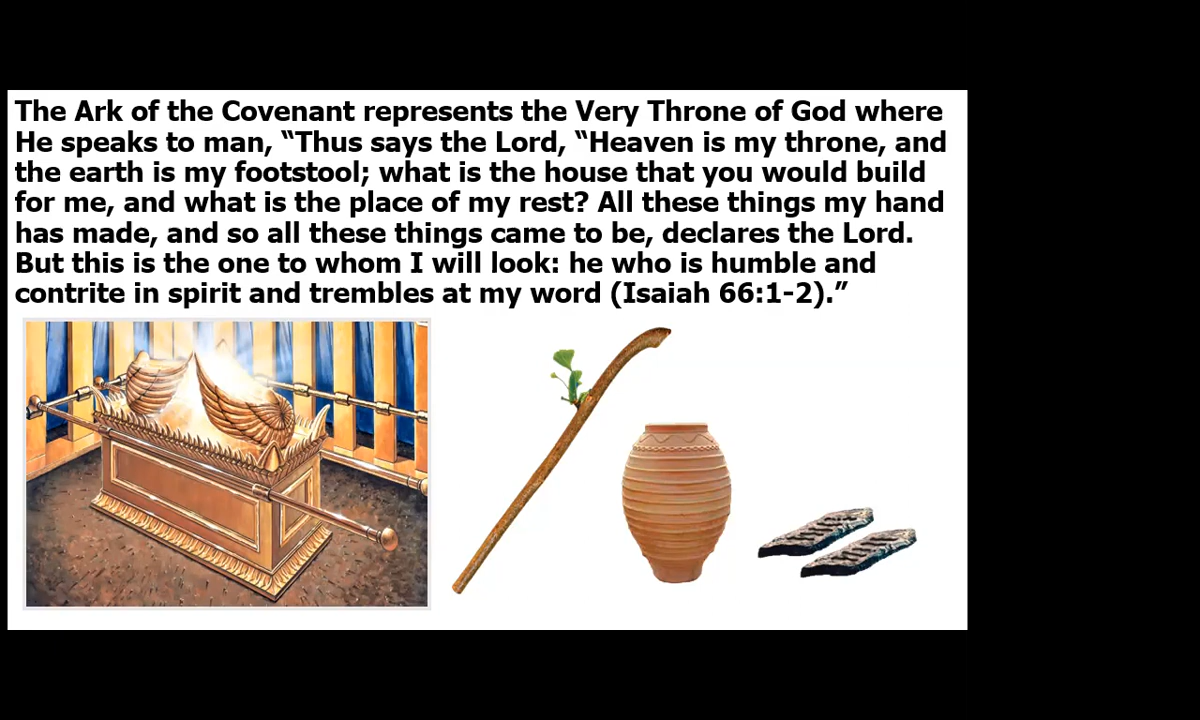 The Ark of the Covenant represents the Very Throne of God where
He speaks to man, “Thus says the Lord, “Heaven is my throne, and
the earth is my footstool; what is the house that you would build
for me, and what is the place of my rest? All these things my hand
has made, and so all these things came to be, declares the Lord.
But this is the one to whom I will look: he who is humble and
contrite in spirit and trembles at my word (Isaiah 66:1-2).”